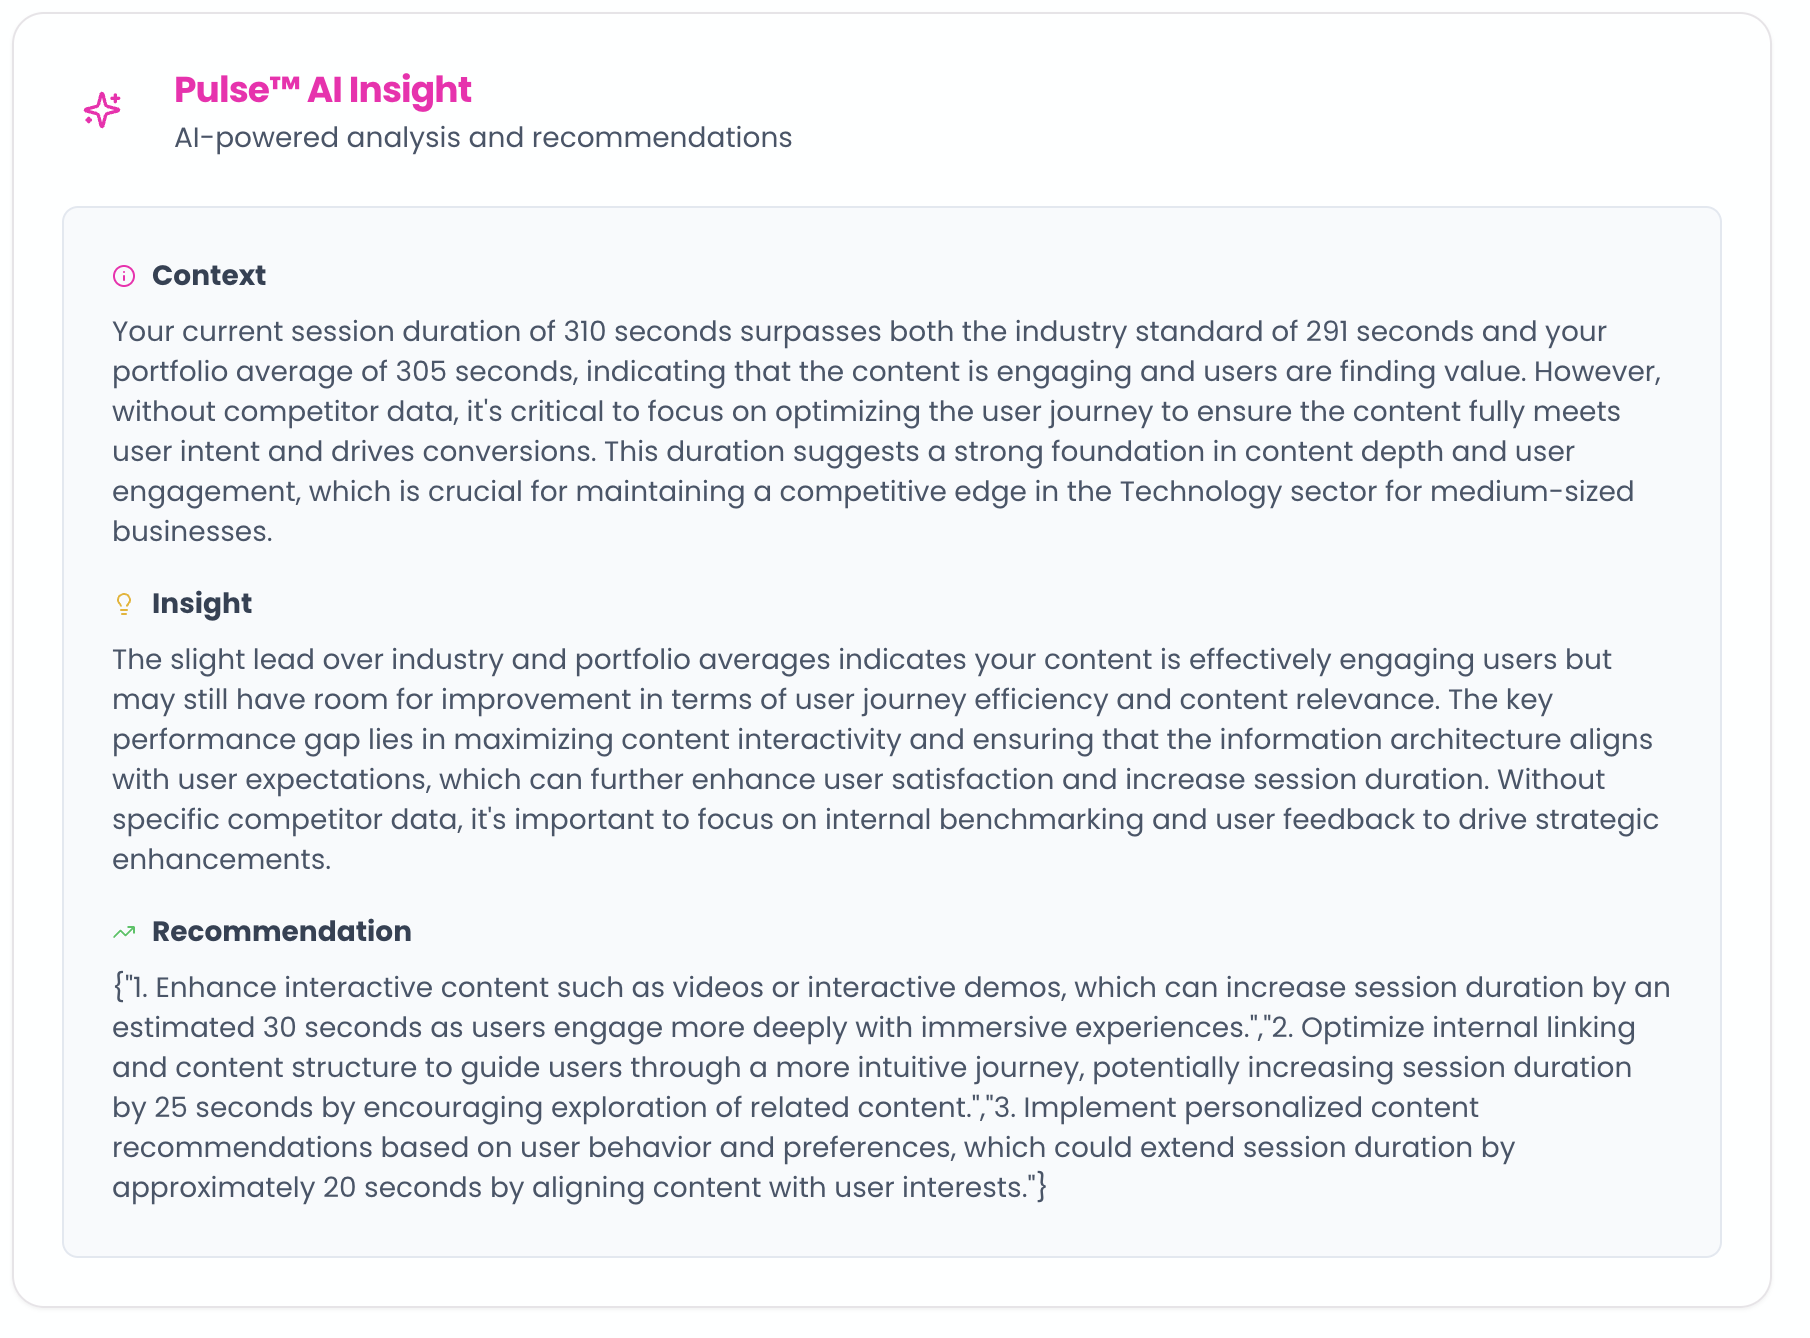 Pulse™ AI Insight
AI-powered analysis and recommendations
Context
Your current session duration of 310 seconds surpasses both the industry standard of 291 seconds and your
portfolio average of 305 seconds, indicating that the content is engaging and users are finding value. However,
without competitor data, it's critical to focus on optimizing the user journey to ensure the content fully meets
user intent and drives conversions. This duration suggests a strong foundation in content depth and user
engagement, which is crucial for maintaining a competitive edge in the Technology sector for medium-sized
businesses.
Insight
The slight lead over industry and portfolio averages indicates your content is effectively engaging users but
may still have room for improvement in terms of user journey efficiency and content relevance. The key
performance gap lies in maximizing content interactivity and ensuring that the information architecture aligns
with user expectations, which can further enhance user satisfaction and increase session duration. Without
specific competitor data, it's important to focus on internal benchmarking and user feedback to drive strategic
enhancements.
Recommendation
{"1. Enhance interactive content such as videos or interactive demos, which can increase session duration by an
estimated 30 seconds as users engage more deeply with immersive experiences.","2. Optimize internal linking
and content structure to guide users through a more intuitive journey, potentially increasing session duration
by 25 seconds by encouraging exploration of related content.","3. Implement personalized content
recommendations based on user behavior and preferences, which could extend session duration by
approximately 20 seconds by aligning content with user interests."}